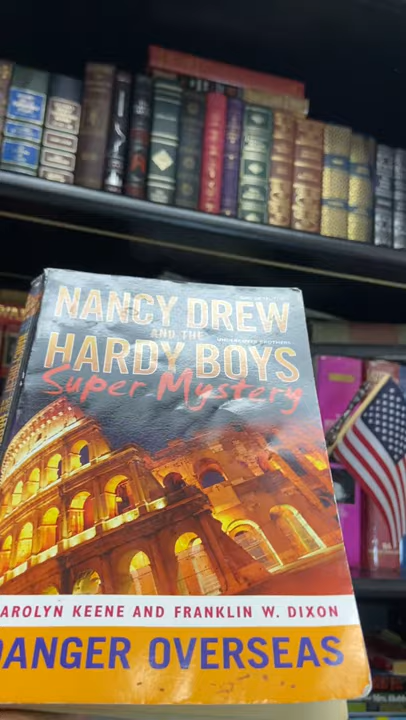 NANCY DREW
AND THE
HARDY BOYS
Super Mystery
AROLYN KEENE AND FRANKLIN W. DIXON
DANGER OVERSEAS